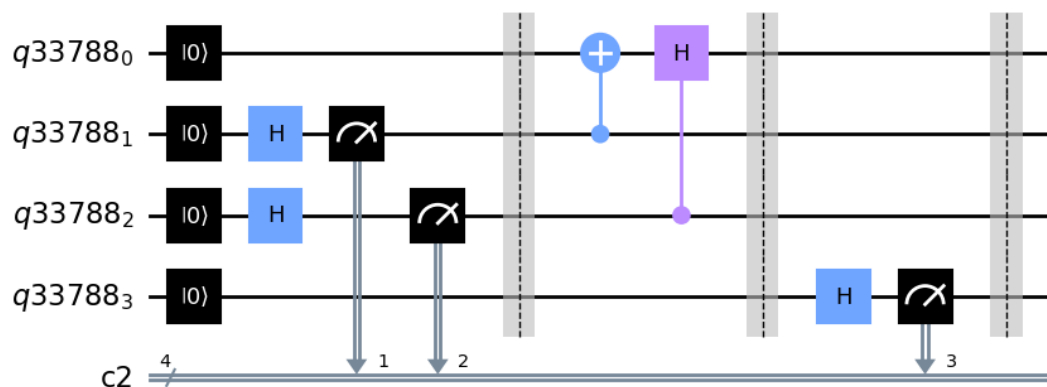 q33788₀ |0⟩ H
q33788₁ |0⟩ H
q33788₂ |0⟩ H
q33788₃ |0⟩ H
4 1 2 3
c2